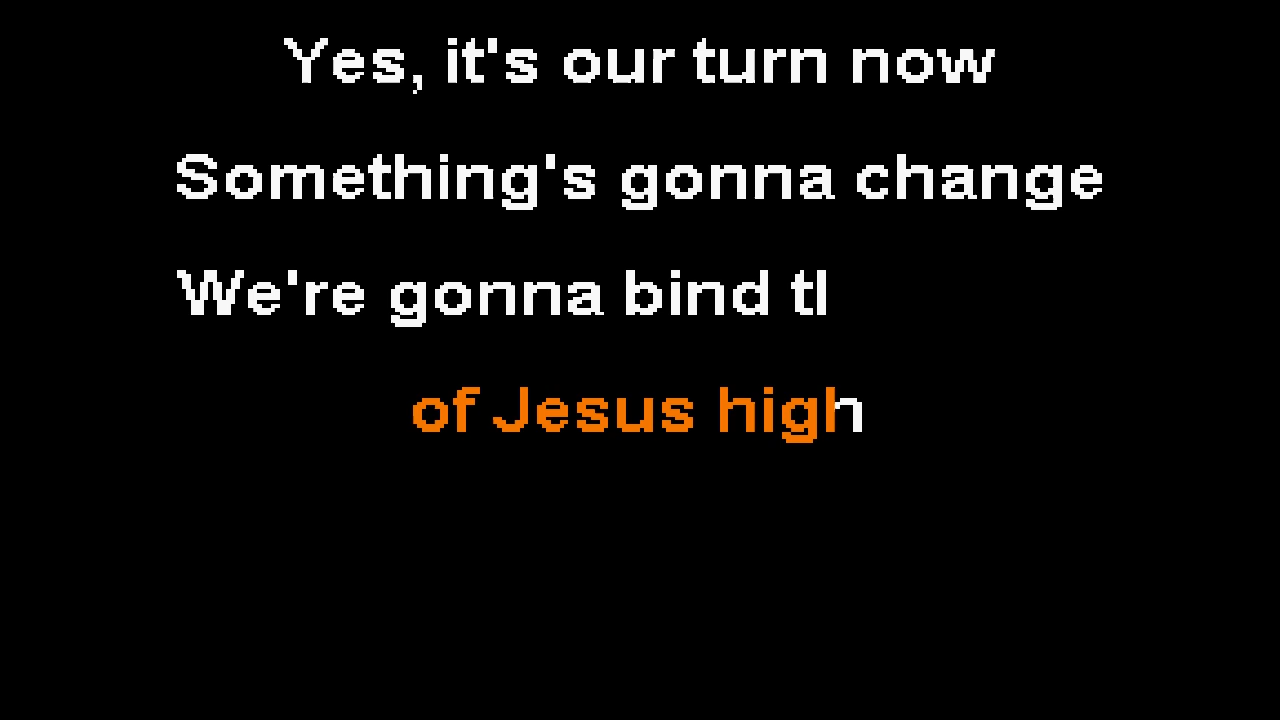 Yes, it's our turn now
Something's gonna change
We're gonna bind
of Jesus high